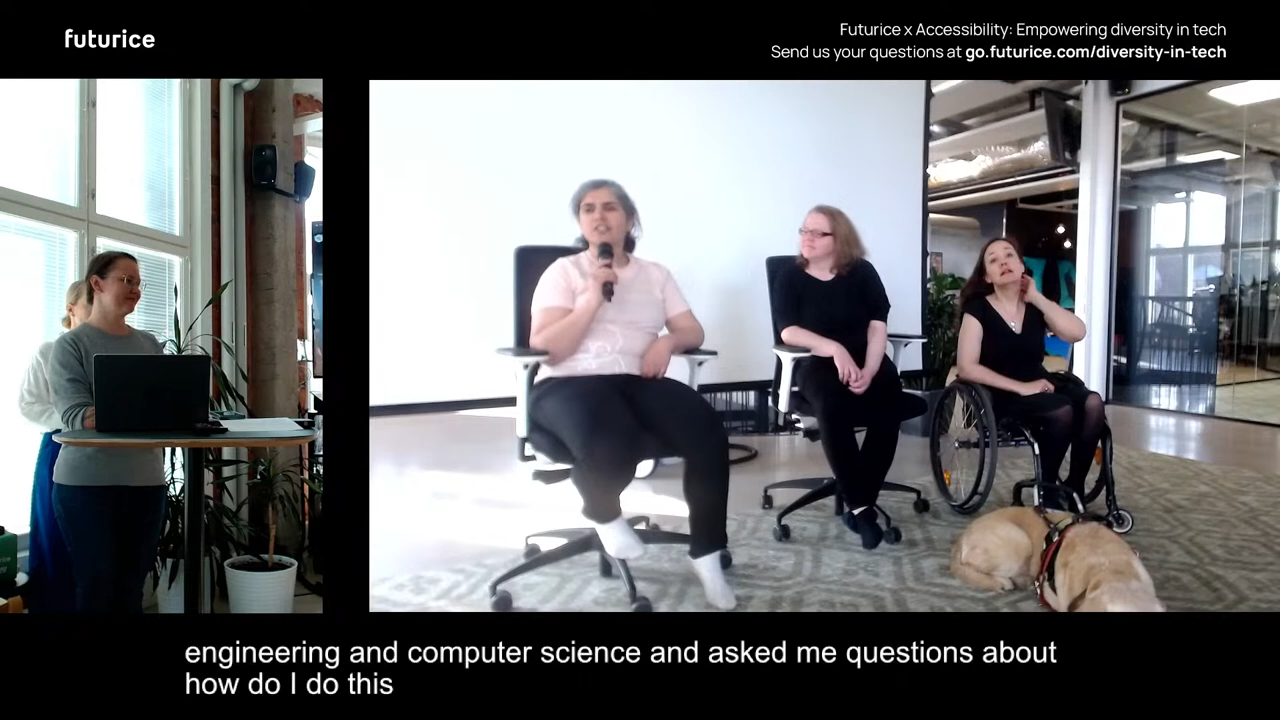 futurice
Futurice x Accessibility: Empowering diversity in tech
Send us your questions at go.futurice.com/diversity-in-tech
engineering and computer science and asked me questions about
how do I do this